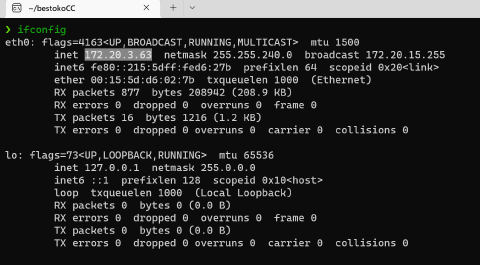 ~/bestokoCC
❯ ifconfig
eth0: flags=4163<UP,BROADCAST,RUNNING,MULTICAST>  mtu 1500
        inet 172.20.3.63  netmask 255.255.240.0  broadcast 172.20.15.255
        inet6 fe80::215:5dff:fed6:27b  prefixlen 64  scopeid 0x20<link>
        ether 00:15:5d:d6:02:7b  txqueuelen 1000  (Ethernet)
        RX packets 877  bytes 208942 (208.9 KB)
        RX errors 0  dropped 0  overruns 0  frame 0
        TX packets 16  bytes 1216 (1.2 KB)
        TX errors 0  dropped 0 overruns 0  carrier 0  collisions 0

lo: flags=73<UP,LOOPBACK,RUNNING>  mtu 65536
        inet 127.0.0.1  netmask 255.0.0.0
        inet6 ::1  prefixlen 128  scopeid 0x10<host>
        loop  txqueuelen 1000  (Local Loopback)
        RX packets 0  bytes 0 (0.0 B)
        RX errors 0  dropped 0  overruns 0  frame 0
        TX packets 0  bytes 0 (0.0 B)
        TX errors 0  dropped 0 overruns 0  carrier 0  collisions 0